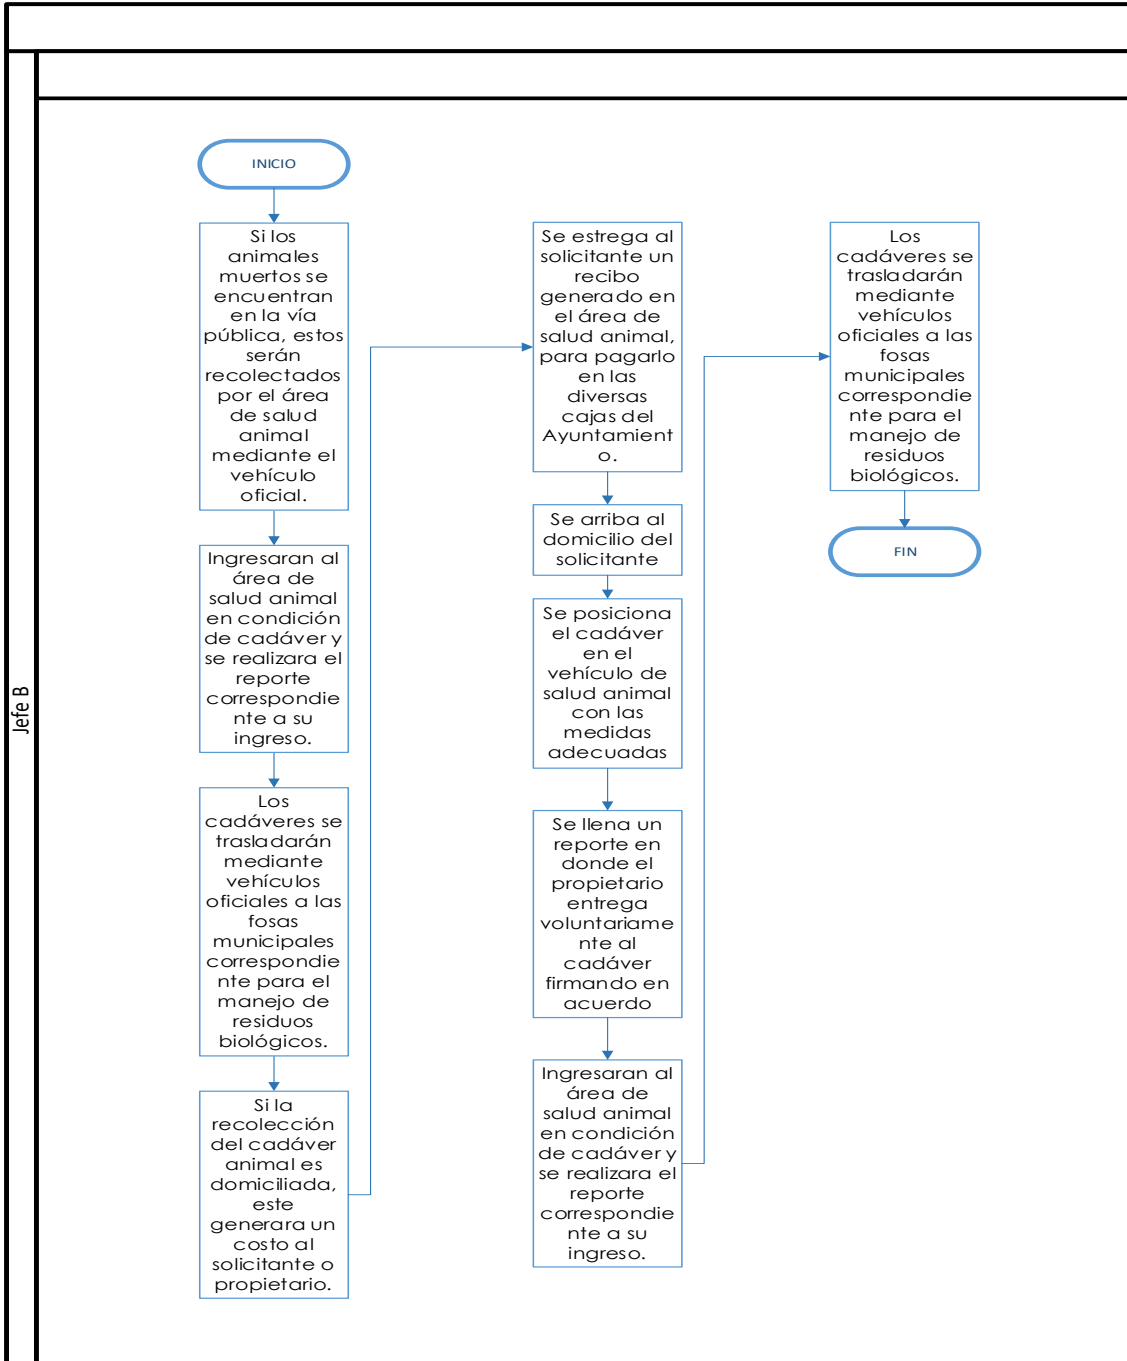 Jefe B
INICIO
Si los
animales
muertos se
encuentran
en la vía
pública, estos
serán
recolectados
por el área
de salud
animal
mediante el
vehículo
oficial.
Ingresaran al
área de
salud animal
en condición
de cadáver y
se realizara el
reporte
correspondie
nte a su
ingreso.
Los
cadáveres se
trasladarán
mediante
vehículos
oficiales a las
fosas
municipales
correspondie
nte para el
manejo de
residuos
biológicos.
Si la
recolección
del cadáver
animal es
domiciliada,
este
generara un
costo al
solicitante o
propietario.
Se estrega al
solicitante un
recibo
generado en
el área de
salud animal,
para pagarlo
en las
diversas
cajas del
Ayuntamient
o.
Se arriba al
domicilio del
solicitante
Se posiciona
el cadáver
en el
vehículo de
salud animal
con las
medidas
adecuadas
Se llena un
reporte en
donde el
propietario
entrega
voluntariame
nte al
cadáver
firmando en
acuerdo
Ingresaran al
área de
salud animal
en condición
de cadáver y
se realizara el
reporte
correspondie
nte a su
ingreso.
Los
cadáveres se
trasladarán
mediante
vehículos
oficiales a las
fosas
municipales
correspondie
nte para el
manejo de
residuos
biológicos.
FIN